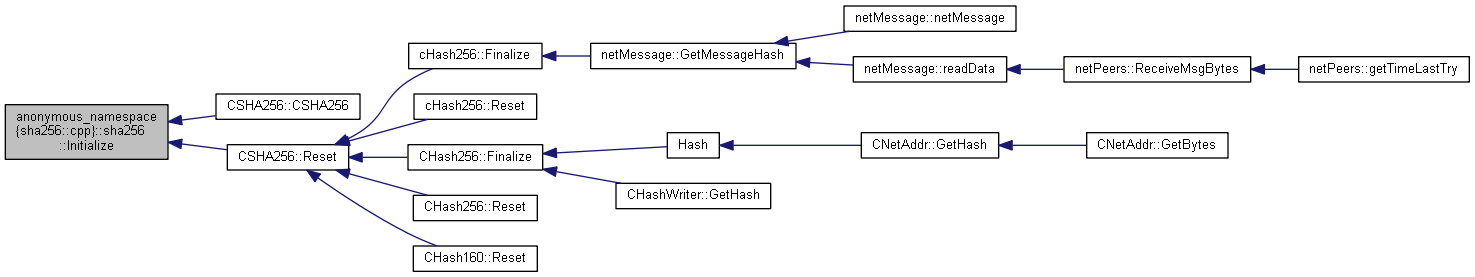 anonymous_namespace
{sha256::cpp}::sha256
::Initialize
CSHA256::CSHA256
CSHA256::Reset
cHash256::Finalize
cHash256::Reset
CHash256::Finalize
CHash256::Reset
CHash160::Reset
netMessage::GetMessageHash
netMessage::netMessage
netMessage::readData
netPeers::ReceiveMsgBytes
netPeers::getTimeLastTry
Hash
CHashWriter::GetHash
CNetAddr::GetHash
CNetAddr::GetBytes